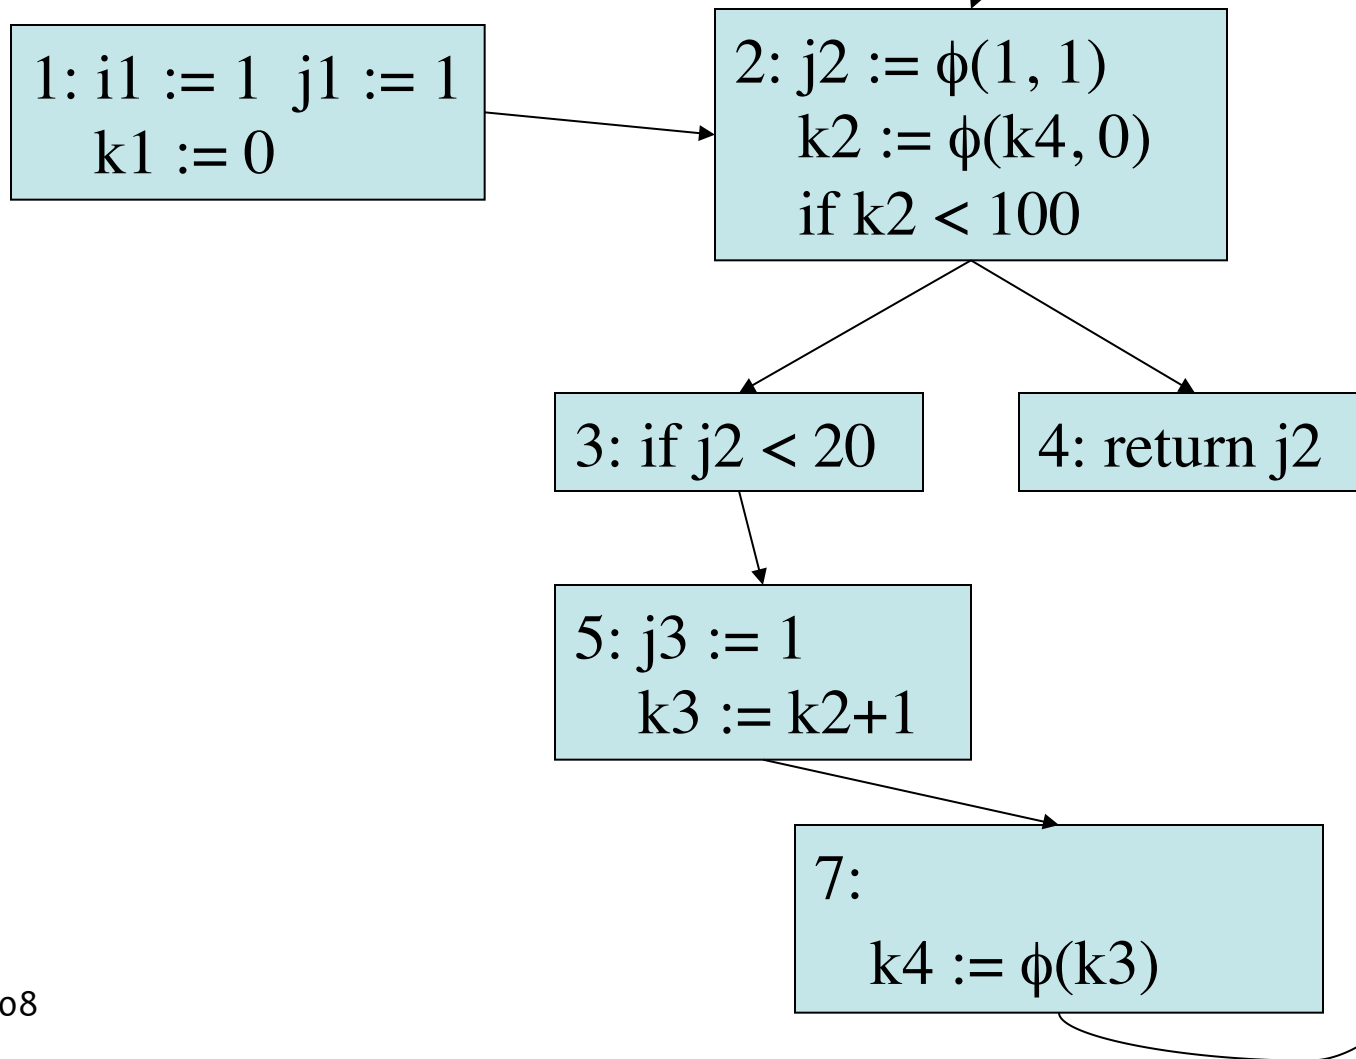 1: i1 := 1 j1 := 1
k1 := 0
2: j2 := ϕ(1, 1)
k2 := ϕ(k4, 0)
if k2 < 100
3: if j2 < 20
4: return j2
5: j3 := 1
k3 := k2+1
7:
k4 := ϕ(k3)
o8